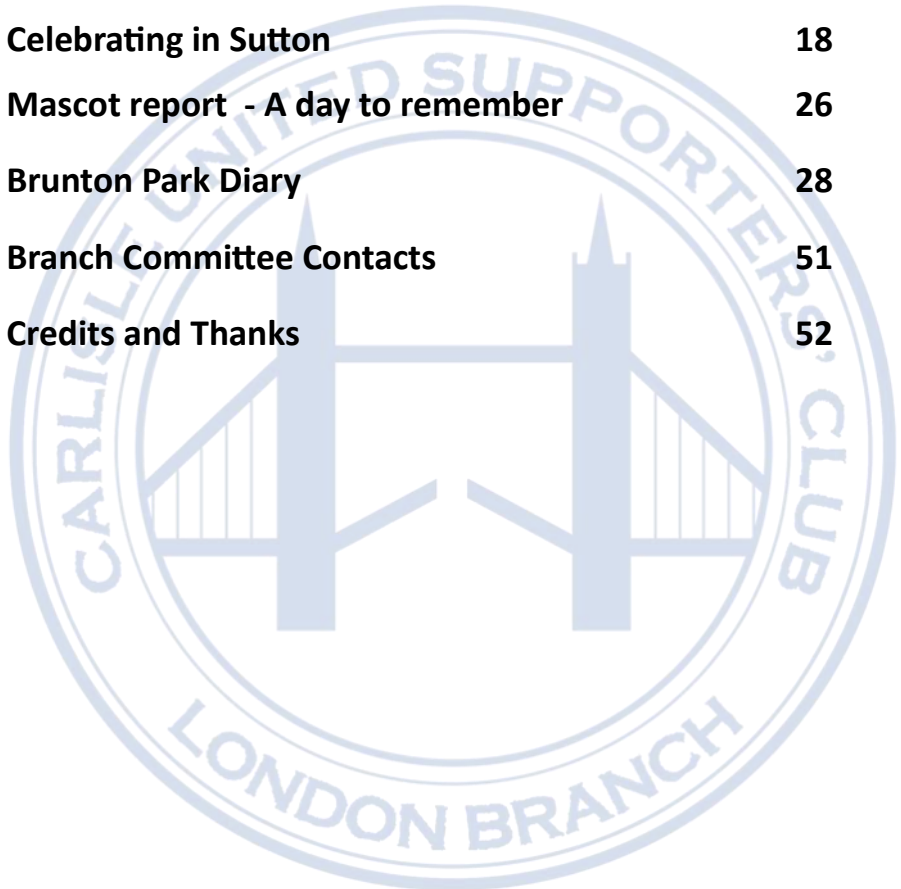 Celebrating in Sutton 18
Mascot report - A day to remember 26
Brunton Park Diary 28
Branch Committee Contacts 51
Credits and Thanks 52
CARLISLE UNITED SUPPORTERS' CLUB
LONDON BRANCH